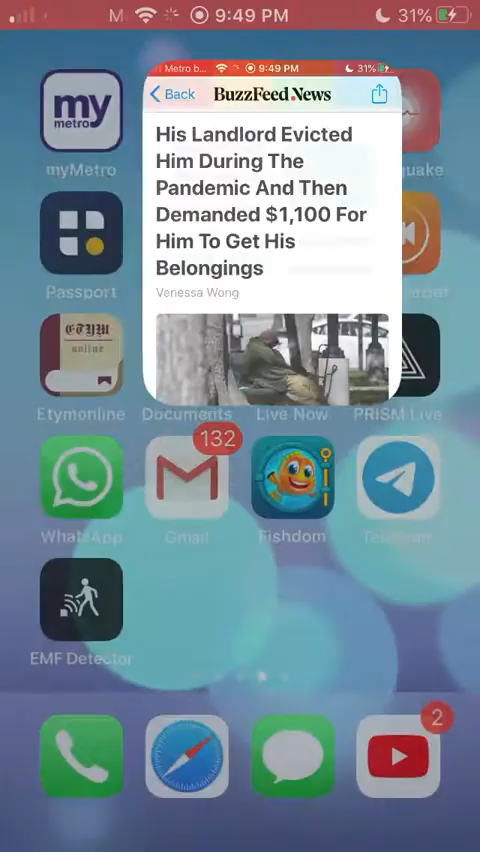 M
9:49 PM
31%
Metro b...
9:49 PM
31%
Back
BuzzFeed News
His Landlord Evicted
Him During The
Pandemic And Then
Demanded $1,100 For
Him To Get His
Belongings
Venessa Wong
my
metro
myMetro
Passport
ETYM
online
Etymonline
Documents
Live Now
PRISM Live
132
WhatsApp
Gmail
Fishdom
Telegram
EMF Detector
2